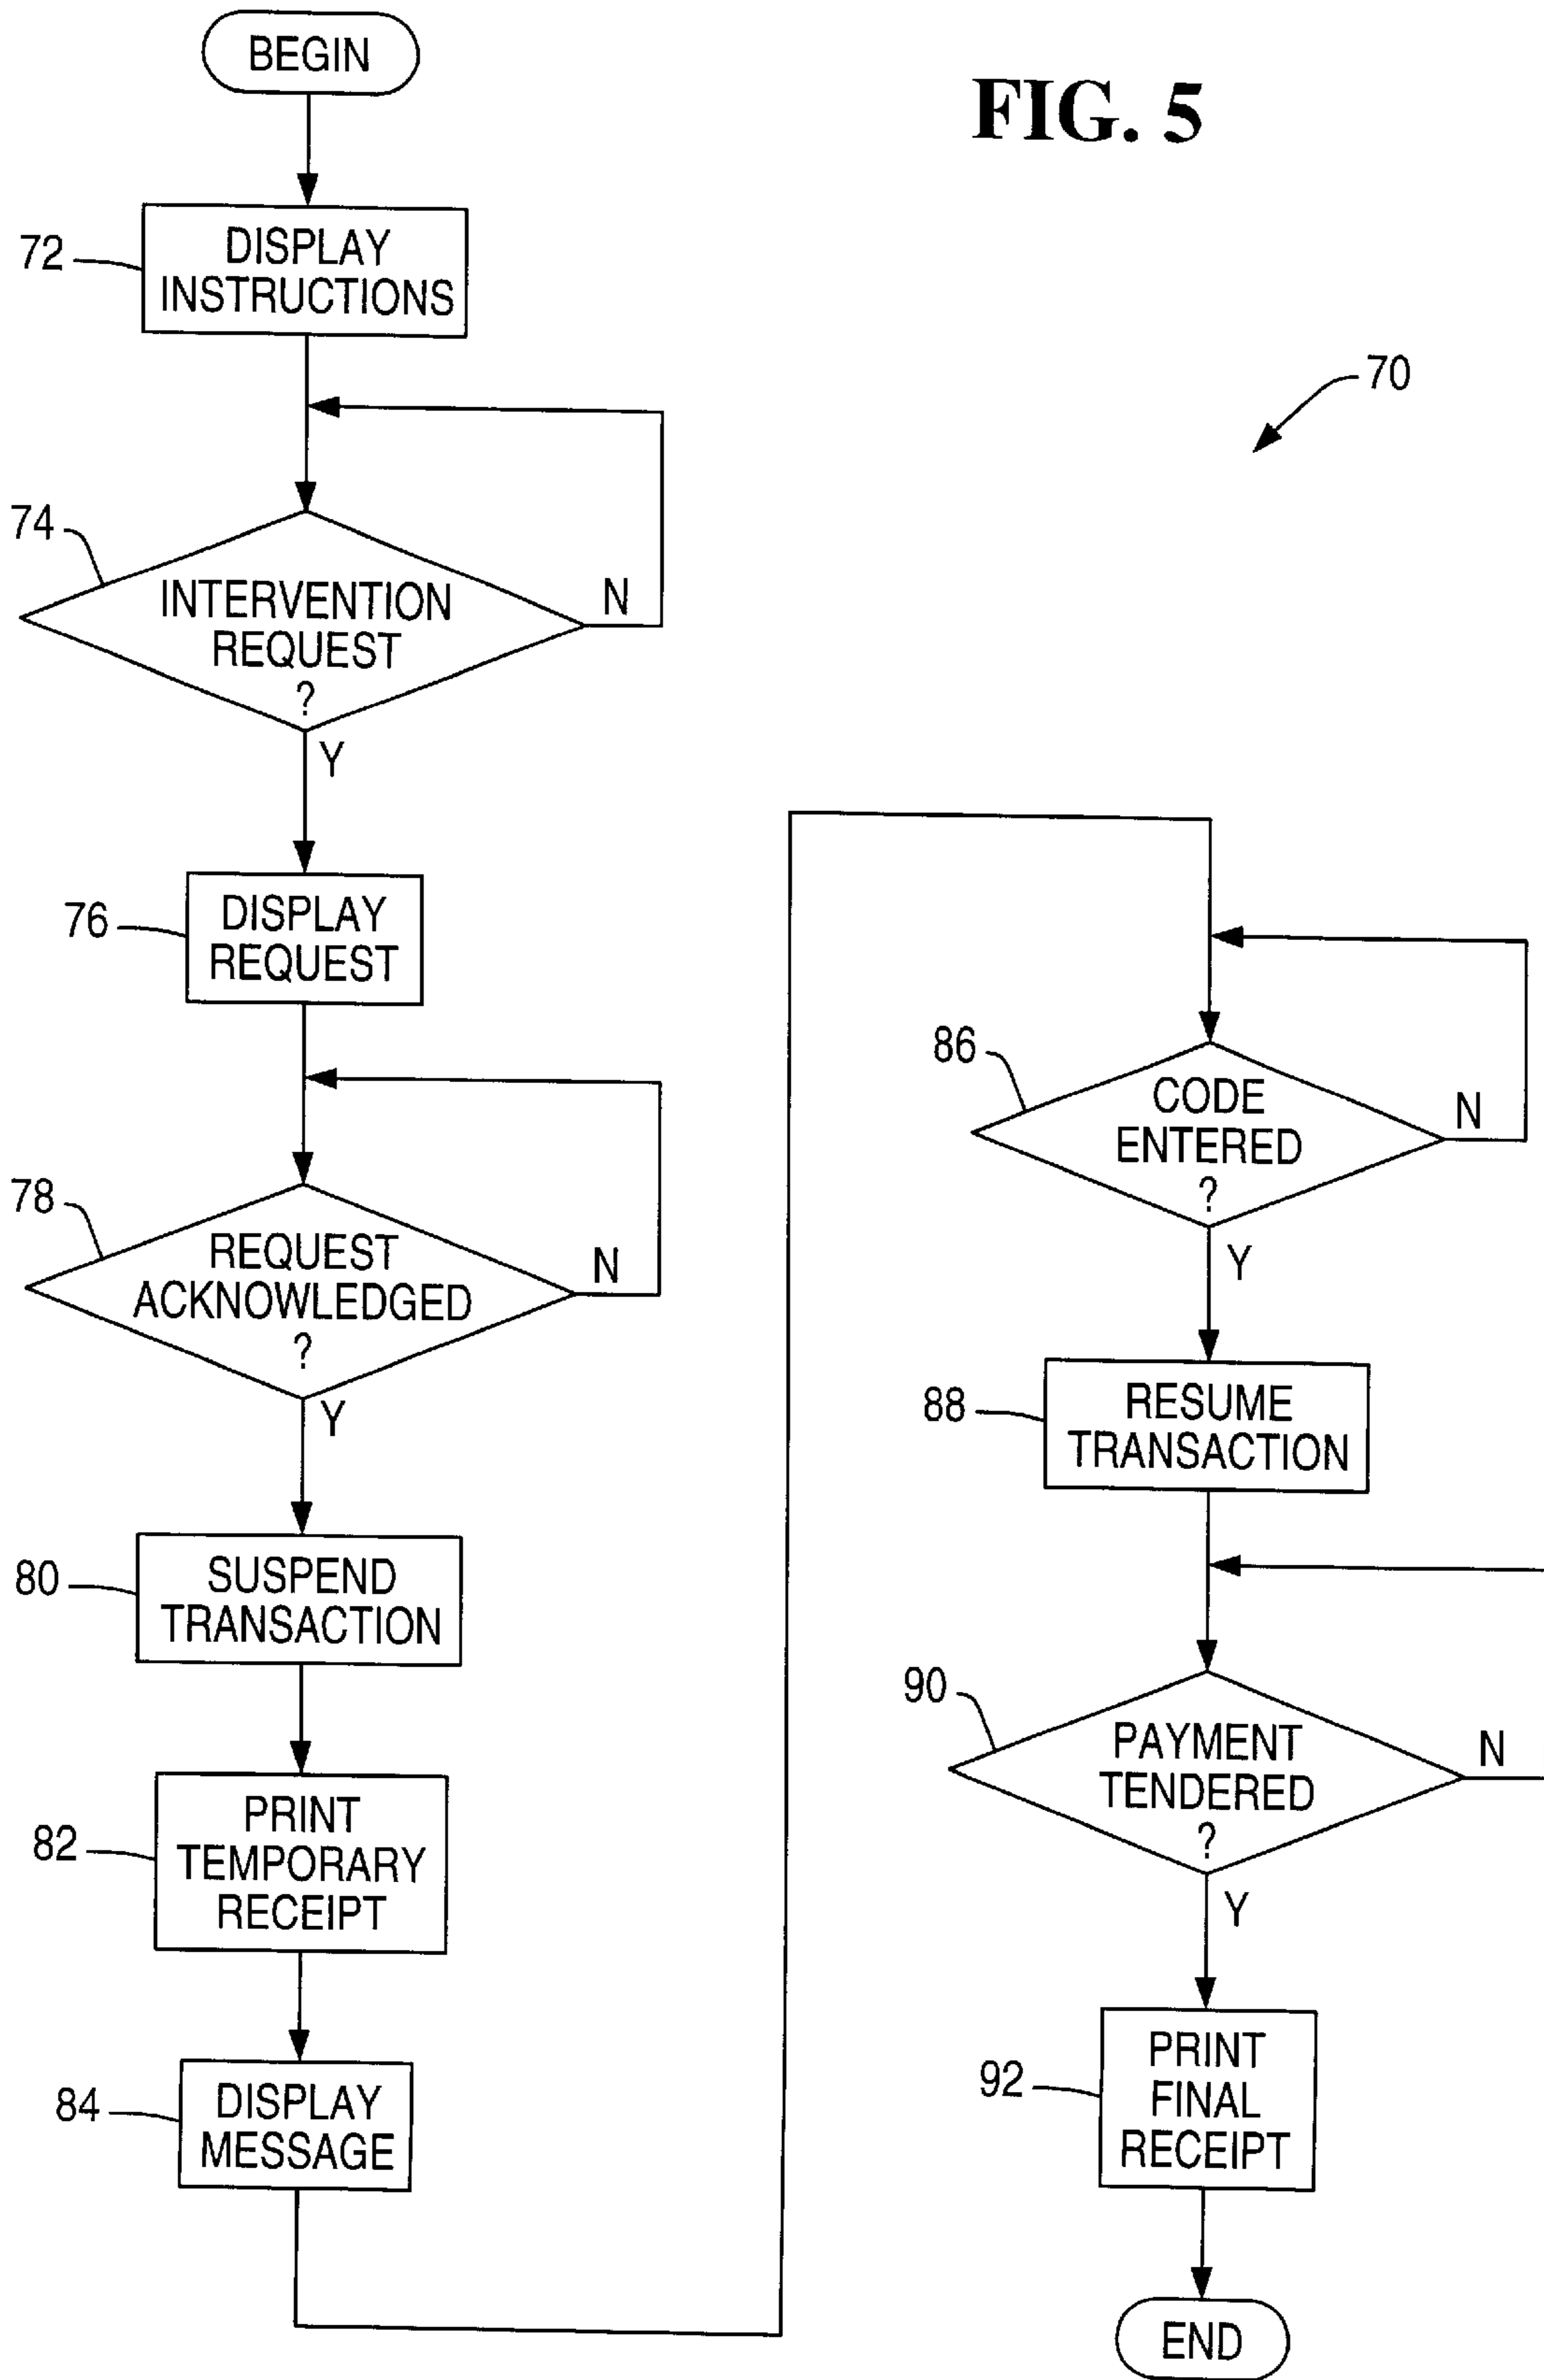 FIG. 5
70
BEGIN
72
DISPLAY
INSTRUCTIONS
74
INTERVENTION
REQUEST
?
N
Y
76
DISPLAY
REQUEST
78
REQUEST
ACKNOWLEDGED
?
N
Y
80
SUSPEND
TRANSACTION
82
PRINT
TEMPORARY
RECEIPT
84
DISPLAY
MESSAGE
86
CODE
ENTERED
?
N
Y
88
RESUME
TRANSACTION
90
PAYMENT
TENDERED
?
N
Y
92
PRINT
FINAL
RECEIPT
END